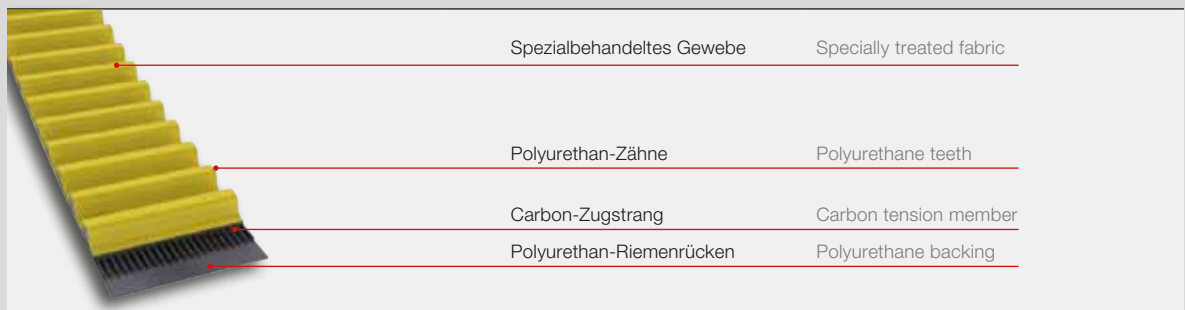 Spezialbehandeltes Gewebe Specially treated fabric
Polyurethan-Zähne Polyurethane teeth
Carbon-Zugstrang Carbon tension member
Polyurethan-Riemenrücken Polyurethane backing